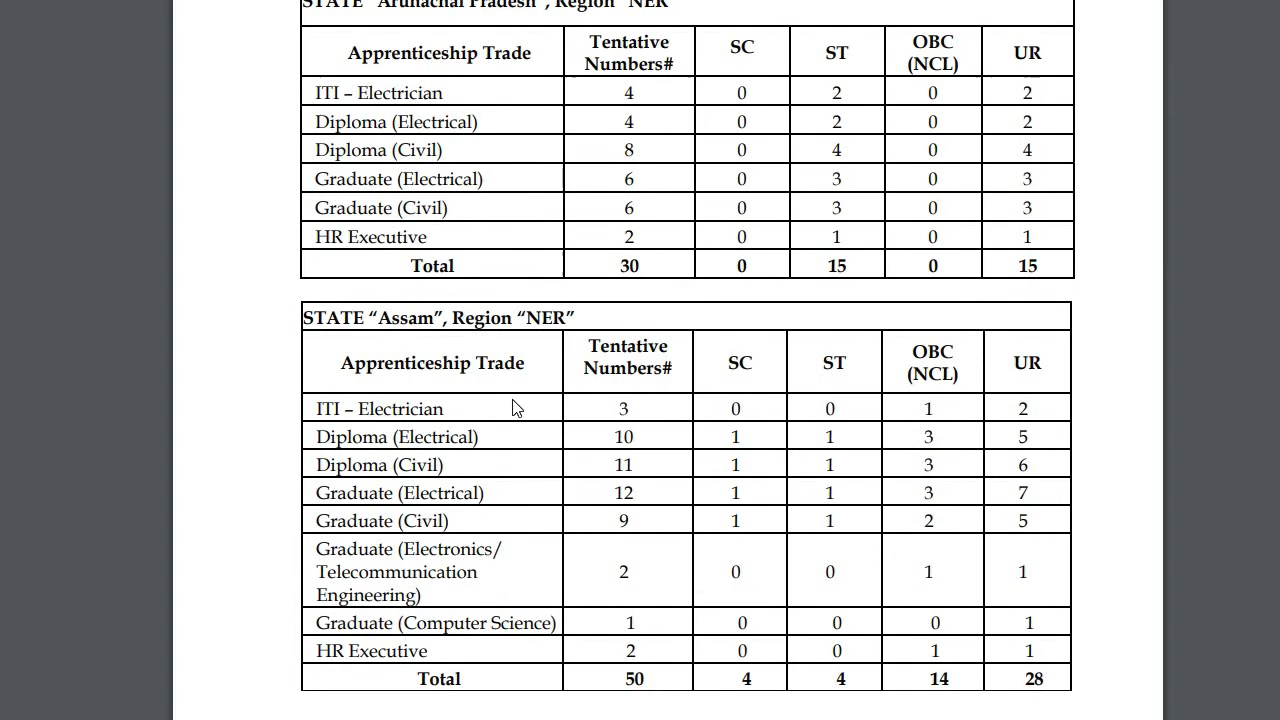 STATE "Arunachal Pradesh", Region "NER"
Apprenticeship Trade Tentative Numbers# SC ST OBC (NCL) UR
ITI – Electrician 4 0 2 0 2
Diploma (Electrical) 4 0 2 0 2
Diploma (Civil) 8 0 4 0 4
Graduate (Electrical) 6 0 3 0 3
Graduate (Civil) 6 0 3 0 3
HR Executive 2 0 1 0 1
Total 30 0 15 0 15
STATE “Assam”, Region “NER”
Apprenticeship Trade Tentative Numbers# SC ST OBC (NCL) UR
ITI – Electrician 3 0 0 1 2
Diploma (Electrical) 10 1 1 3 5
Diploma (Civil) 11 1 1 3 6
Graduate (Electrical) 12 1 1 3 7
Graduate (Civil) 9 1 1 2 5
Graduate (Electronics/
Telecommunication 2 0 0 1 1
Engineering)
Graduate (Computer Science) 1 0 0 0 1
HR Executive 2 0 0 1 1
Total 50 4 4 14 28